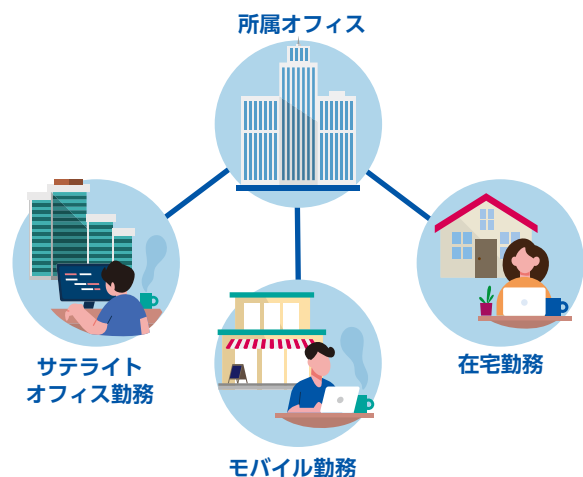 所属オフィス
サテライト
オフィス勤務
モバイル勤務
在宅勤務